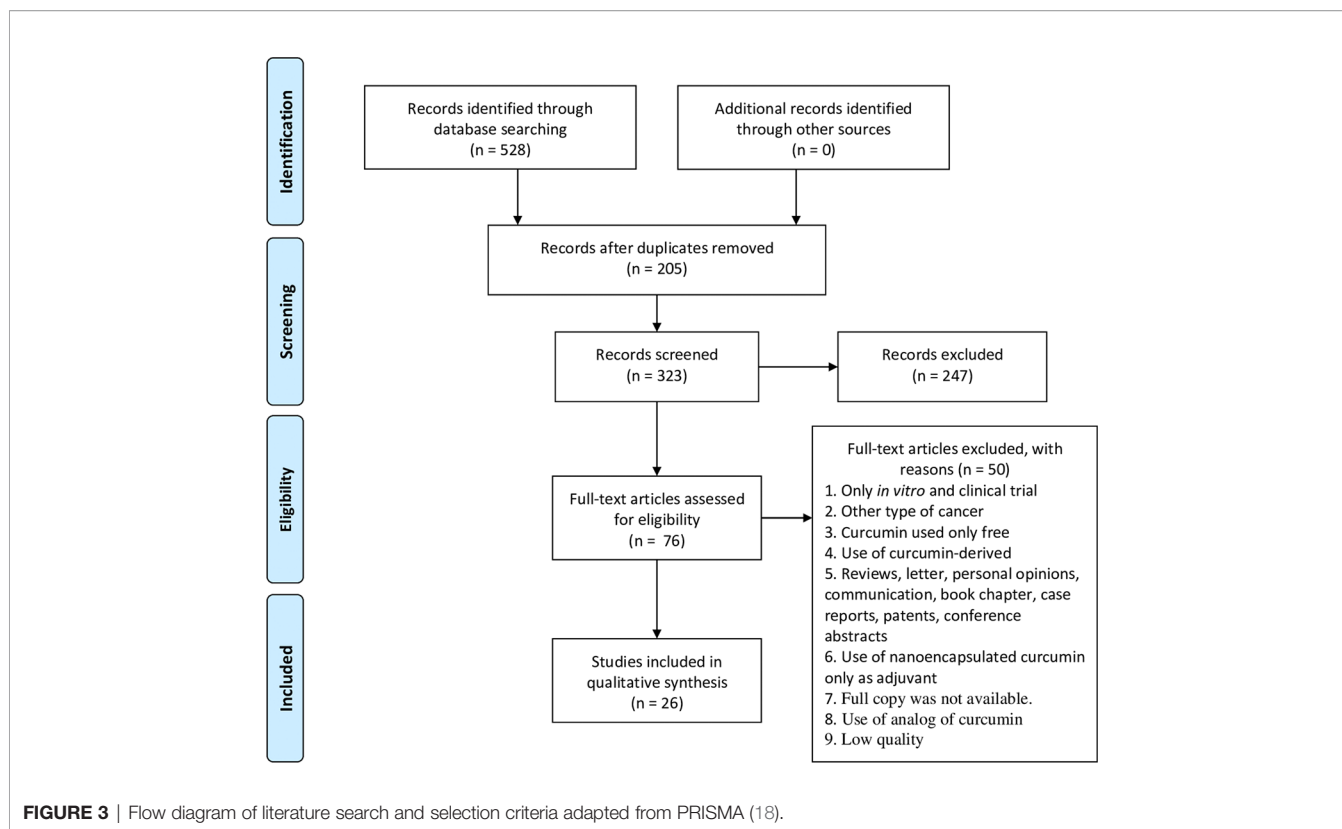 Identification
Records identified through
database searching
(n = 528)
Additional records identified
through other sources
(n = 0)
Screening
Records after duplicates removed
(n = 205)
Records screened
(n = 323)
Records excluded
(n = 247)
Eligibility
Full-text articles assessed
for eligibility
(n =  76)
Full-text articles excluded, with
reasons (n = 50)
1. Only in vitro and clinical trial
2. Other type of cancer
3. Curcumin used only free
4. Use of curcumin-derived
5. Reviews, letter, personal opinions,
communication, book chapter, case
reports, patents, conference
abstracts
6. Use of nanoencapsulated curcumin
only as adjuvant
7. Full copy was not available.
8. Use of analog of curcumin
9. Low quality
Included
Studies included in
qualitative synthesis
(n = 26)
FIGURE 3 | Flow diagram of literature search and selection criteria adapted from PRISMA (18).